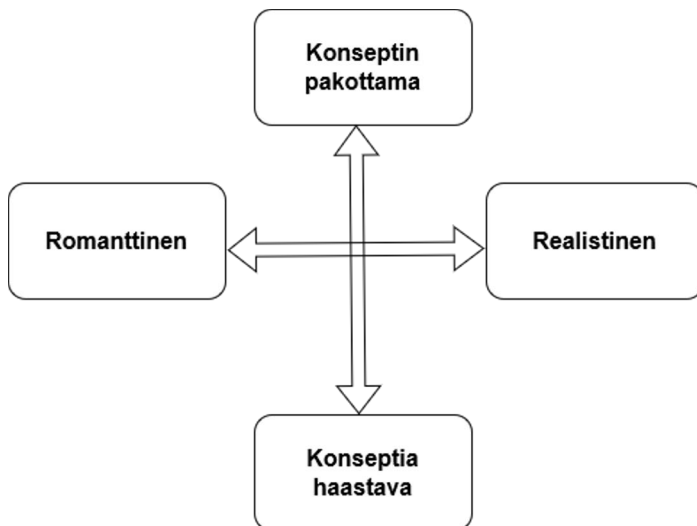 Konseptin
pakottama
Romanttinen
Realistinen
Konseptia
haastava